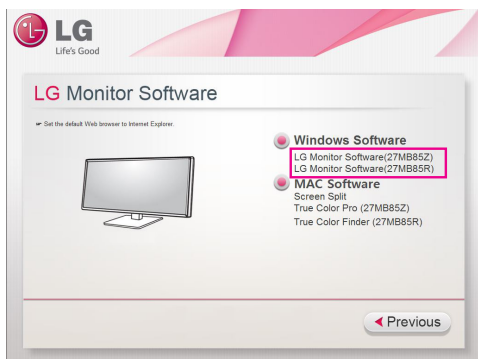 LG
Life's Good
LG Monitor Software
☞ Set the default Web browser to Internet Explorer.
Windows Software
LG Monitor Software(27MB85Z)
LG Monitor Software(27MB85R)
MAC Software
Screen Split
True Color Pro (27MB85Z)
True Color Finder (27MB85R)
Previous